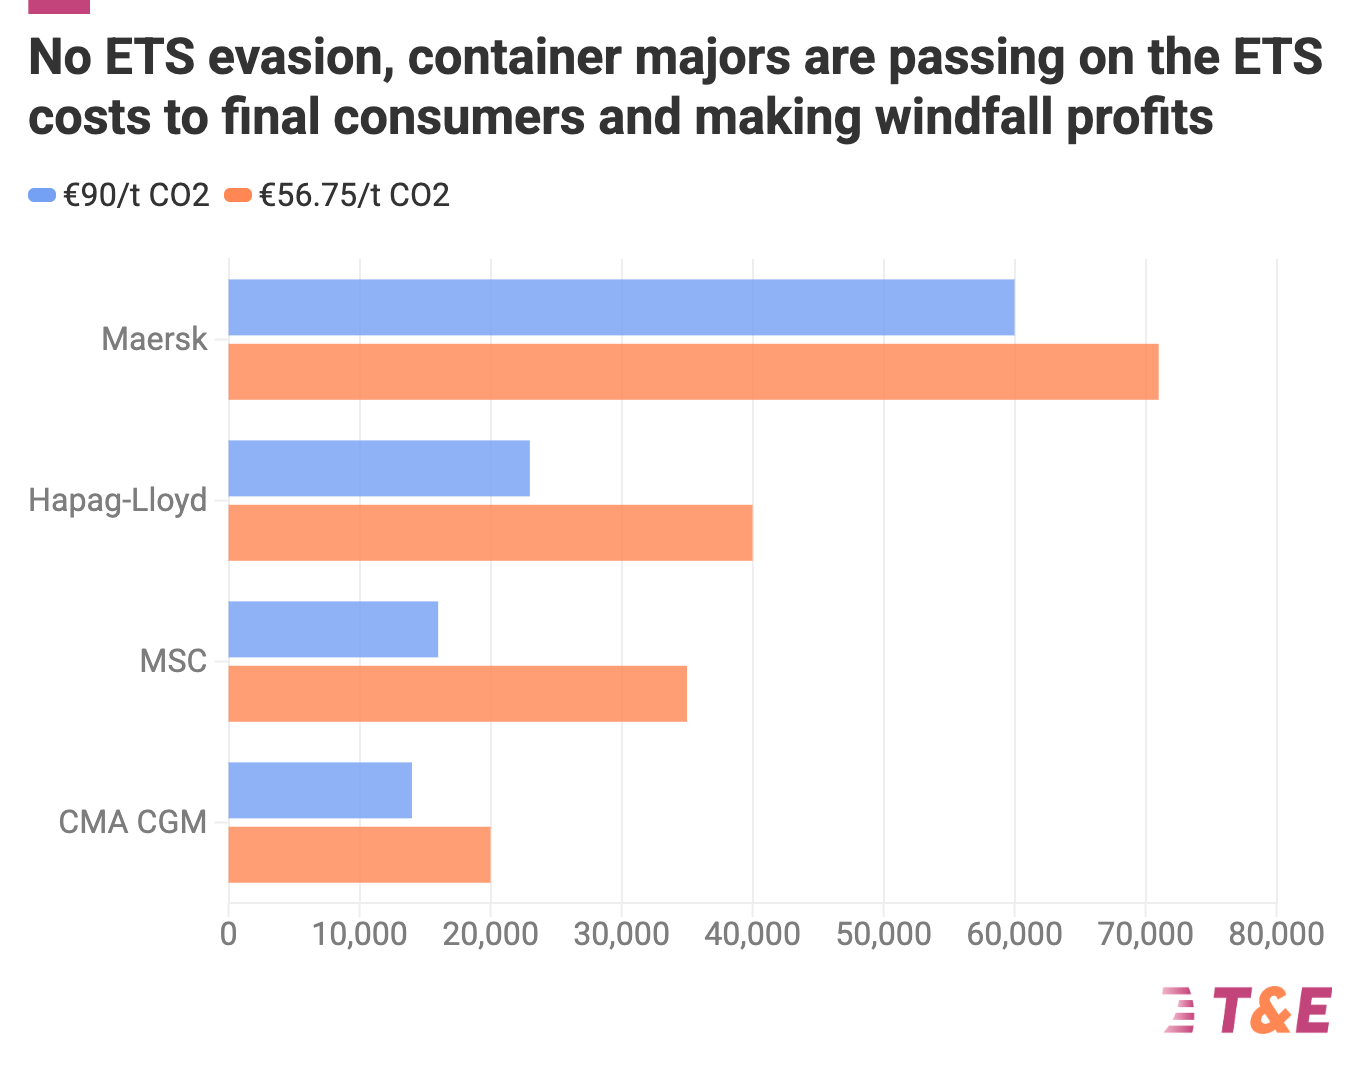 No ETS evasion, container majors are passing on the ETS
costs to final consumers and making windfall profits
€90/t CO2 €56.75/t CO2
Maersk
Hapag-Lloyd
MSC
CMA CGM
0 10,000 20,000 30,000 40,000 50,000 60,000 70,000 80,000
T&E